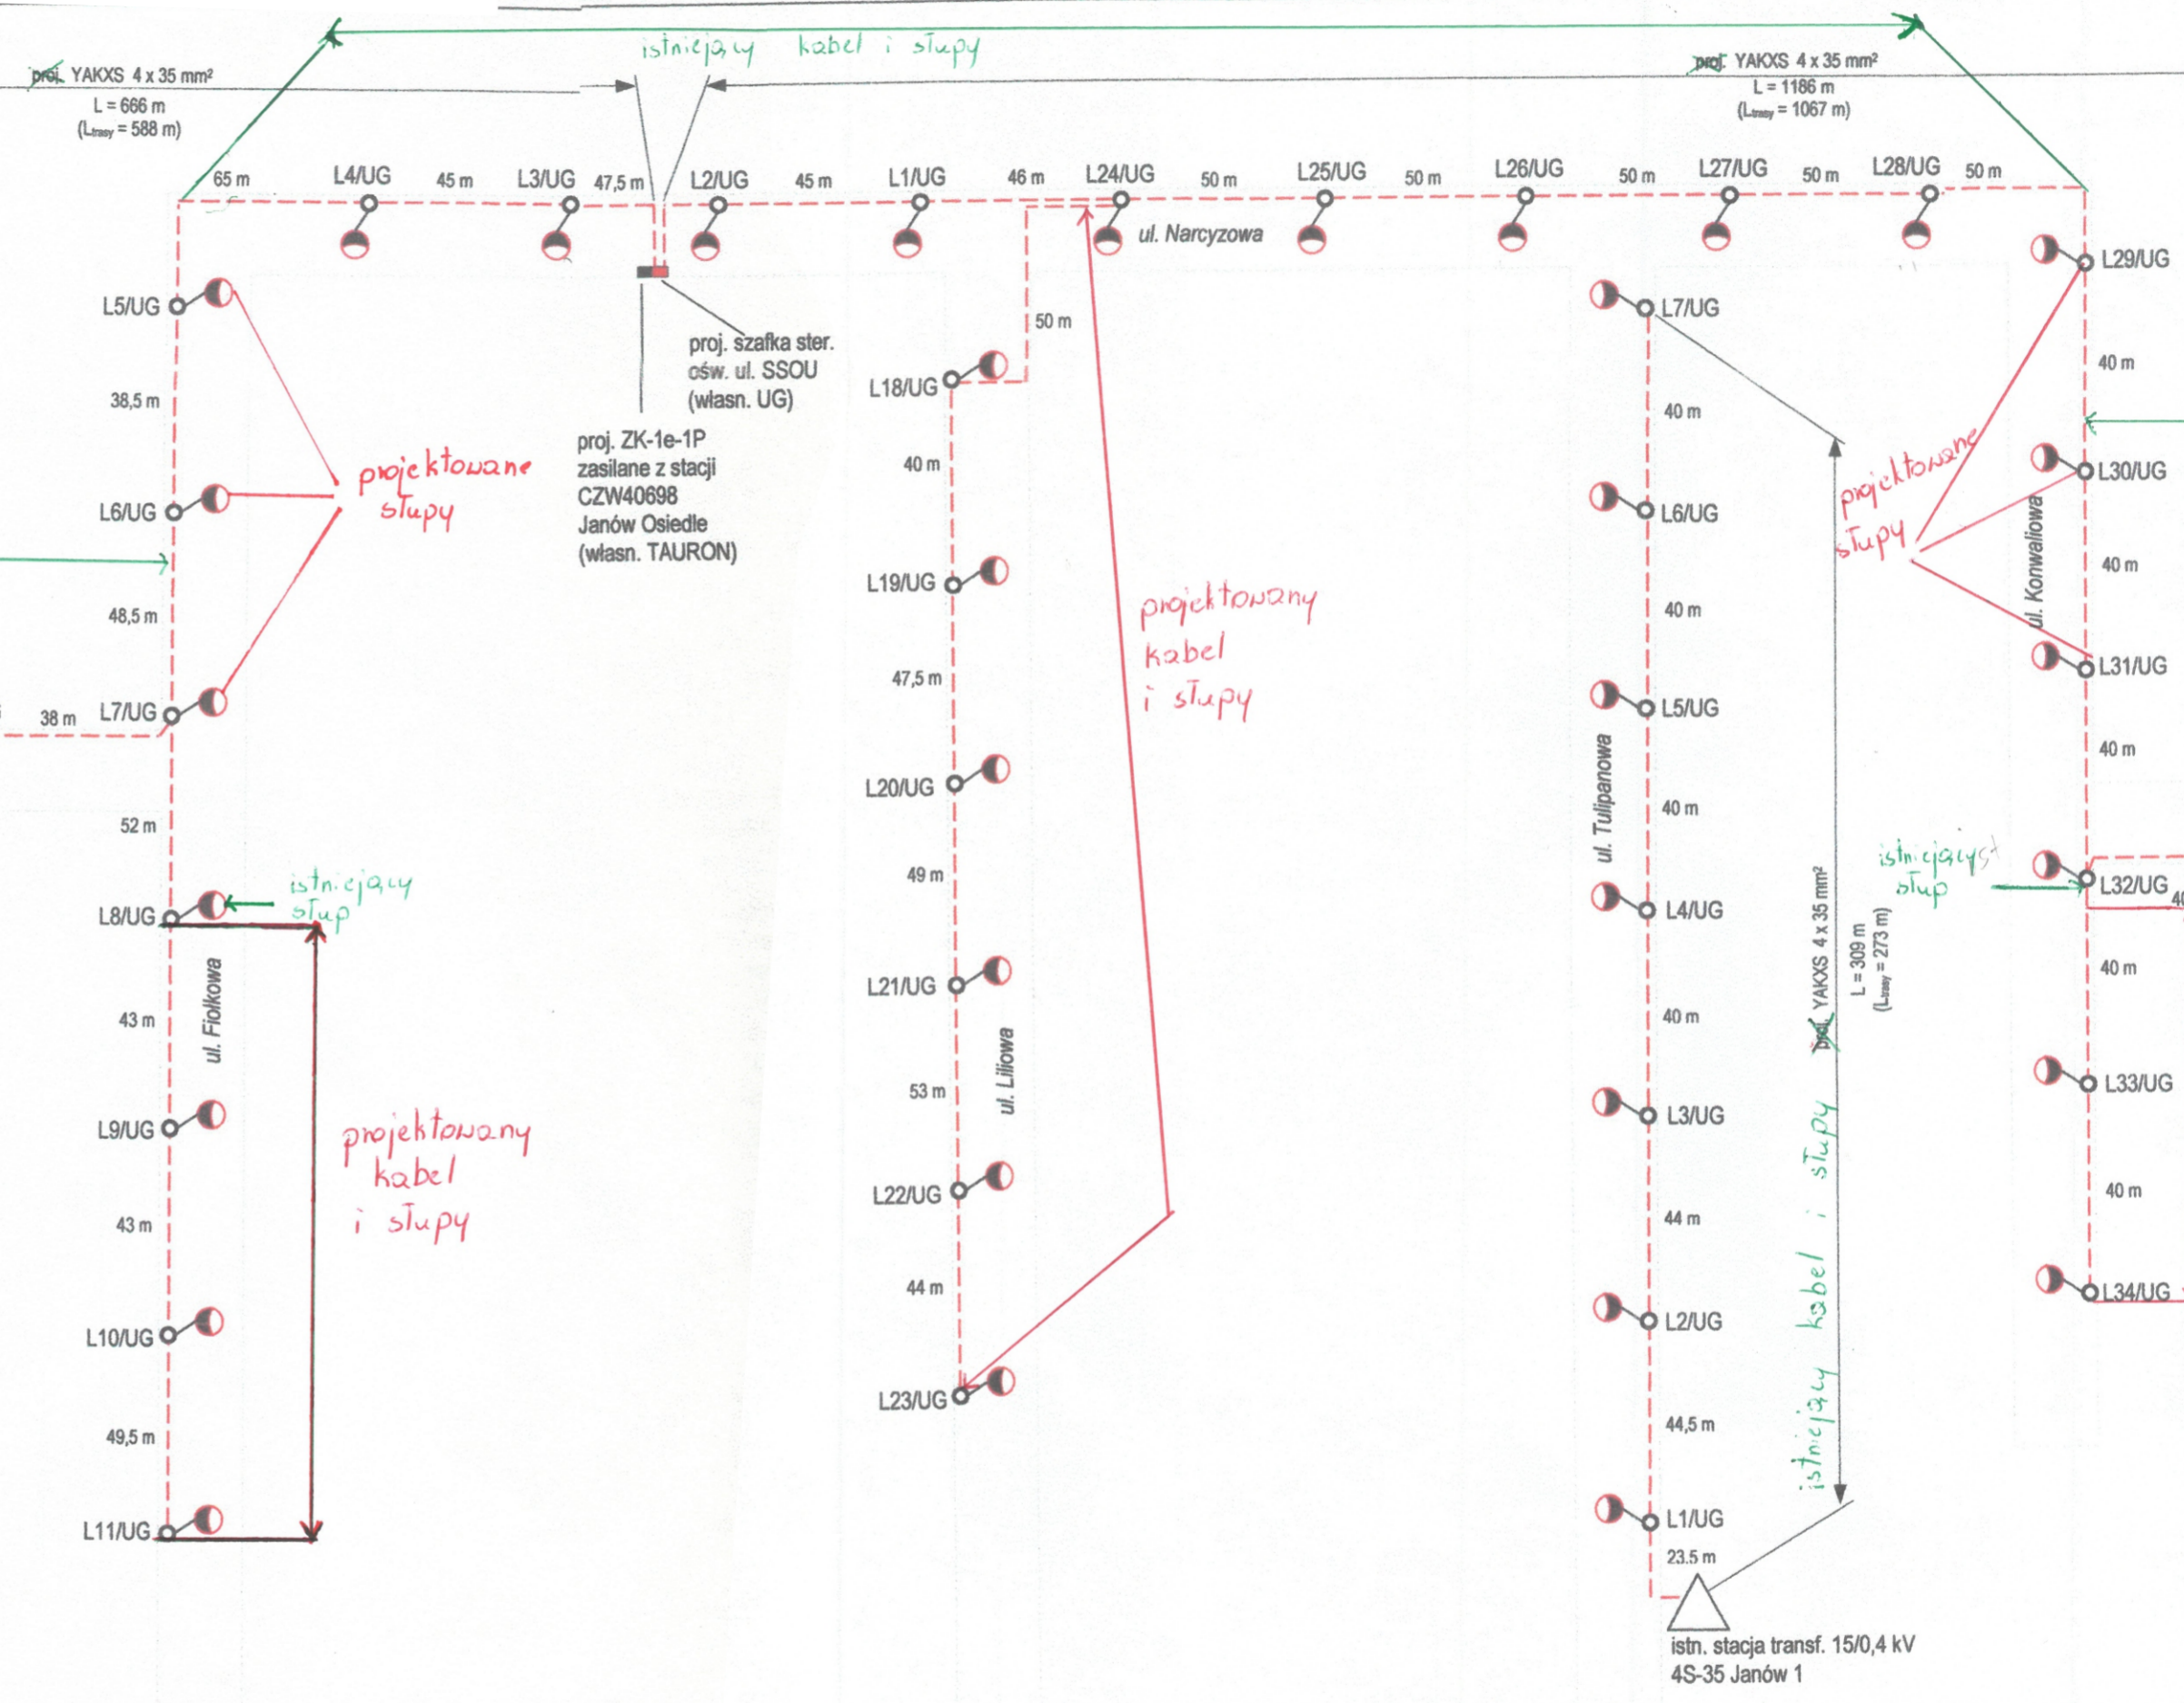 istniejący kabel i słupy
proj. YAKXS 4 x 35 mm²
L = 666 m
(Ltrasy = 588 m)
proj. YAKXS 4 x 35 mm²
L = 1186 m
(Ltrasy = 1067 m)
65 m
L4/UG
45 m
L3/UG
47,5 m
L2/UG
45 m
L1/UG
46 m
L24/UG
50 m
L25/UG
50 m
L26/UG
50 m
L27/UG
50 m
L28/UG
50 m
ul. Narcyzowa
L5/UG
38,5 m
L6/UG
48,5 m
38 m
L7/UG
52 m
L8/UG
43 m
L9/UG
43 m
L10/UG
49,5 m
L11/UG
ul. Fiołkowa
projektowane
słupy
istniejący
słup
projektowany
kabel
i słupy
proj. szafka ster.
ośw. ul. SSOU
(własn. UG)
proj. ZK-1e-1P
zasilane z stacji
CZW40698
Janów Osiedle
(własn. TAURON)
50 m
L18/UG
40 m
L19/UG
47,5 m
L20/UG
49 m
L21/UG
53 m
L22/UG
44 m
L23/UG
ul. Liliowa
projektowany
kabel
i słupy
L7/UG
40 m
L6/UG
40 m
L5/UG
40 m
L4/UG
40 m
L3/UG
44 m
L2/UG
44,5 m
L1/UG
23.5 m
ul. Tulipanowa
istn. stacja transf. 15/0,4 kV
4S-35 Janów 1
proj. YAKXS 4 x 35 mm²
L = 309 m
(Ltrasy = 273 m)
istniejący kabel i słupy
projektowane
słupy
istniejący
słup
ul. Konwaliowa
L29/UG
40 m
L30/UG
40 m
L31/UG
40 m
L32/UG
40 m
L33/UG
40 m
L34/UG